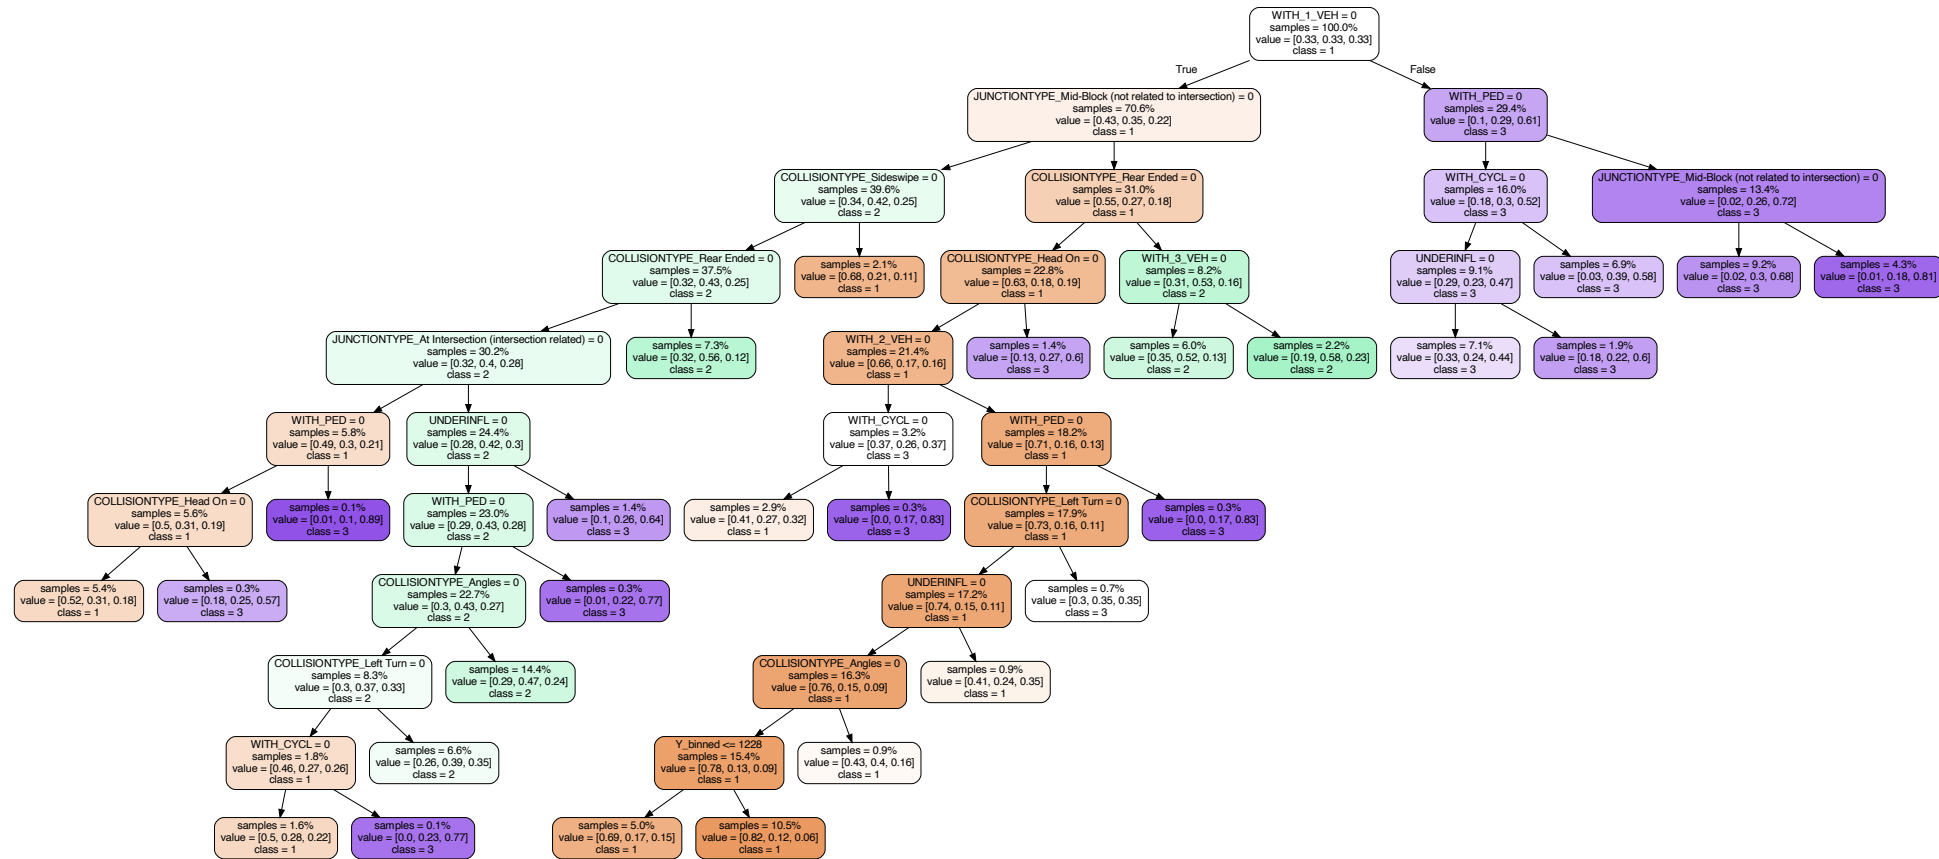 WITH_1_VEH = 0
samples = 100.0%
value = [0.33, 0.33, 0.33]
class = 1
True
False
JUNCTIONTYPE_Mid-Block (not related to intersection) = 0
samples = 70.6%
value = [0.43, 0.35, 0.22]
class = 1
WITH_PED = 0
samples = 29.4%
value = [0.1, 0.29, 0.61]
class = 3
COLLISIONTYPE_Sideswipe = 0
samples = 39.6%
value = [0.34, 0.42, 0.25]
class = 2
COLLISIONTYPE_Rear Ended = 0
samples = 31.0%
value = [0.55, 0.27, 0.18]
class = 1
WITH_CYCL = 0
samples = 16.0%
value = [0.18, 0.3, 0.52]
class = 3
JUNCTIONTYPE_Mid-Block (not related to intersection) = 0
samples = 13.4%
value = [0.02, 0.26, 0.72]
class = 3
COLLISIONTYPE_Rear Ended = 0
samples = 37.5%
value = [0.32, 0.43, 0.25]
class = 2
samples = 2.1%
value = [0.68, 0.21, 0.11]
class = 1
COLLISIONTYPE_Head On = 0
samples = 22.8%
value = [0.63, 0.18, 0.19]
class = 1
WITH_3_VEH = 0
samples = 8.2%
value = [0.31, 0.53, 0.16]
class = 2
UNDERINFL = 0
samples = 9.1%
value = [0.29, 0.23, 0.47]
class = 3
samples = 6.9%
value = [0.03, 0.39, 0.58]
class = 3
samples = 9.2%
value = [0.02, 0.3, 0.68]
class = 3
samples = 4.3%
value = [0.01, 0.18, 0.81]
class = 3
JUNCTIONTYPE_At Intersection (intersection related) = 0
samples = 30.2%
value = [0.32, 0.4, 0.28]
class = 2
samples = 7.3%
value = [0.32, 0.56, 0.12]
class = 2
WITH_2_VEH = 0
samples = 21.4%
value = [0.66, 0.17, 0.16]
class = 1
samples = 1.4%
value = [0.13, 0.27, 0.6]
class = 3
samples = 6.0%
value = [0.35, 0.52, 0.13]
class = 2
samples = 2.2%
value = [0.19, 0.58, 0.23]
class = 2
samples = 7.1%
value = [0.33, 0.24, 0.44]
class = 3
samples = 1.9%
value = [0.18, 0.22, 0.6]
class = 3
WITH_PED = 0
samples = 5.8%
value = [0.49, 0.3, 0.21]
class = 1
UNDERINFL = 0
samples = 24.4%
value = [0.28, 0.42, 0.3]
class = 2
WITH_CYCL = 0
samples = 3.2%
value = [0.37, 0.26, 0.37]
class = 3
WITH_PED = 0
samples = 18.2%
value = [0.71, 0.16, 0.13]
class = 1
COLLISIONTYPE_Head On = 0
samples = 5.6%
value = [0.5, 0.31, 0.19]
class = 1
samples = 0.1%
value = [0.01, 0.1, 0.89]
class = 3
WITH_PED = 0
samples = 23.0%
value = [0.29, 0.43, 0.28]
class = 2
samples = 1.4%
value = [0.1, 0.26, 0.64]
class = 3
samples = 2.9%
value = [0.41, 0.27, 0.32]
class = 1
samples = 0.3%
value = [0.0, 0.17, 0.83]
class = 3
COLLISIONTYPE_Left Turn = 0
samples = 17.9%
value = [0.73, 0.16, 0.11]
class = 1
samples = 0.3%
value = [0.0, 0.17, 0.83]
class = 3
samples = 5.4%
value = [0.52, 0.31, 0.18]
class = 1
samples = 0.3%
value = [0.18, 0.25, 0.57]
class = 3
COLLISIONTYPE_Angles = 0
samples = 22.7%
value = [0.3, 0.43, 0.27]
class = 2
samples = 0.3%
value = [0.01, 0.22, 0.77]
class = 3
UNDERINFL = 0
samples = 17.2%
value = [0.74, 0.15, 0.11]
class = 1
samples = 0.7%
value = [0.3, 0.35, 0.35]
class = 3
COLLISIONTYPE_Left Turn = 0
samples = 8.3%
value = [0.3, 0.37, 0.33]
class = 2
samples = 14.4%
value = [0.29, 0.47, 0.24]
class = 2
COLLISIONTYPE_Angles = 0
samples = 16.3%
value = [0.76, 0.15, 0.09]
class = 1
samples = 0.9%
value = [0.41, 0.24, 0.35]
class = 1
WITH_CYCL = 0
samples = 1.8%
value = [0.46, 0.27, 0.26]
class = 1
samples = 6.6%
value = [0.26, 0.39, 0.35]
class = 2
Y_binned <= 1228
samples = 15.4%
value = [0.78, 0.13, 0.09]
class = 1
samples = 0.9%
value = [0.43, 0.4, 0.16]
class = 1
samples = 1.6%
value = [0.5, 0.28, 0.22]
class = 1
samples = 0.1%
value = [0.0, 0.23, 0.77]
class = 3
samples = 5.0%
value = [0.69, 0.17, 0.15]
class = 1
samples = 10.5%
value = [0.82, 0.12, 0.06]
class = 1